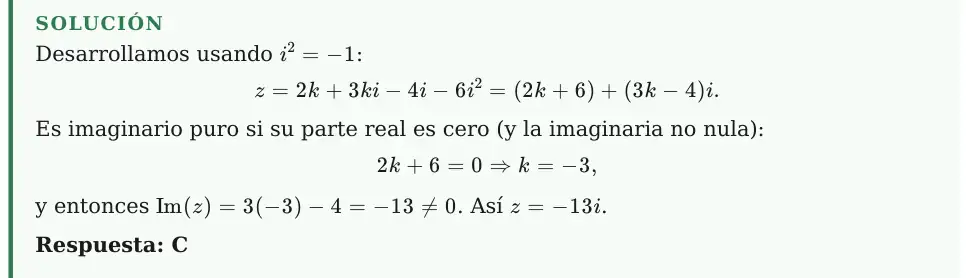 SOLUCIÓN
Desarrollamos usando i² = −1:
z = 2k + 3ki − 4i − 6i² = (2k + 6) + (3k − 4)i.
Es imaginario puro si su parte real es cero (y la imaginaria no nula):
2k + 6 = 0 ⇒ k = −3,
y entonces Im(z) = 3(−3) − 4 = −13 ≠ 0. Así z = −13i.
Respuesta: C